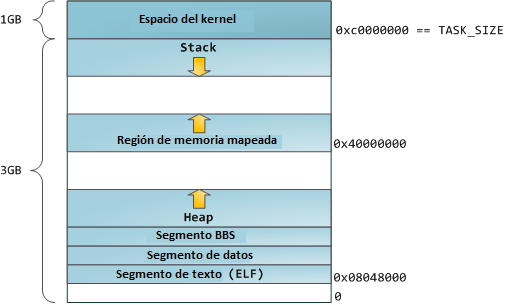 1GB
Espacio del kernel
0xc0000000 == TASK_SIZE
Stack
Región de memoria mapeada
0x40000000
3GB
Heap
Segmento BBS
Segmento de datos
Segmento de texto (ELF)
0x08048000
0